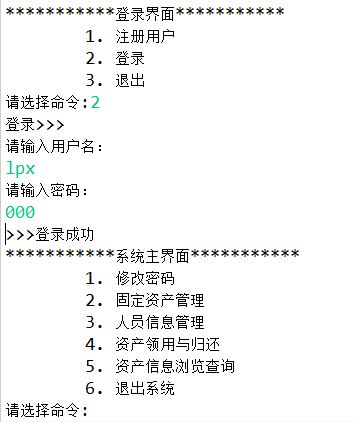 ***********登录界面***********
1. 注册用户
2. 登录
3. 退出
请选择命令:2
登录>>>
请输入用户名:
lpx
请输入密码:
000
>>>登录成功
***********系统主界面***********
1. 修改密码
2. 固定资产管理
3. 人员信息管理
4. 资产领用与归还
5. 资产信息浏览查询
6. 退出系统
请选择命令: